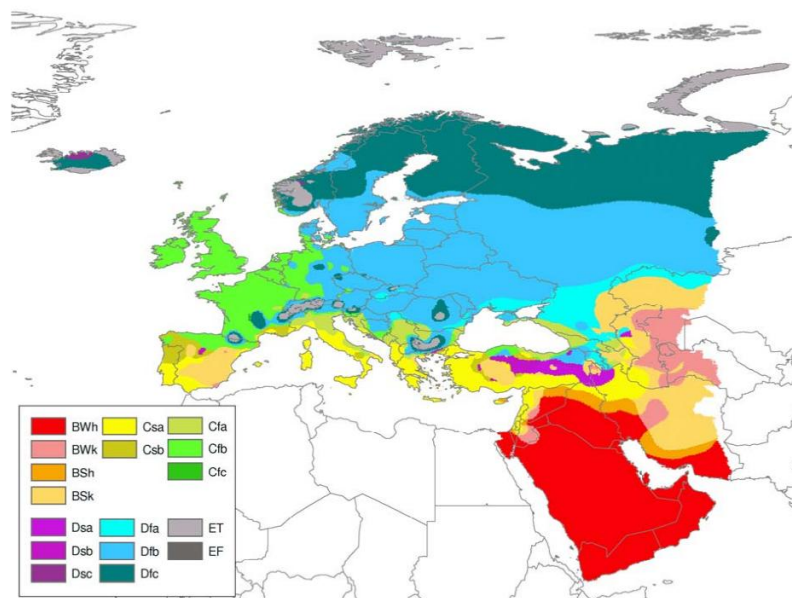 BWh Csa Cfa
BWk Csb Cfb
BSh Cfc
BSk
Dsa Dfa ET
Dsb Dfb EF
Dsc Dfc